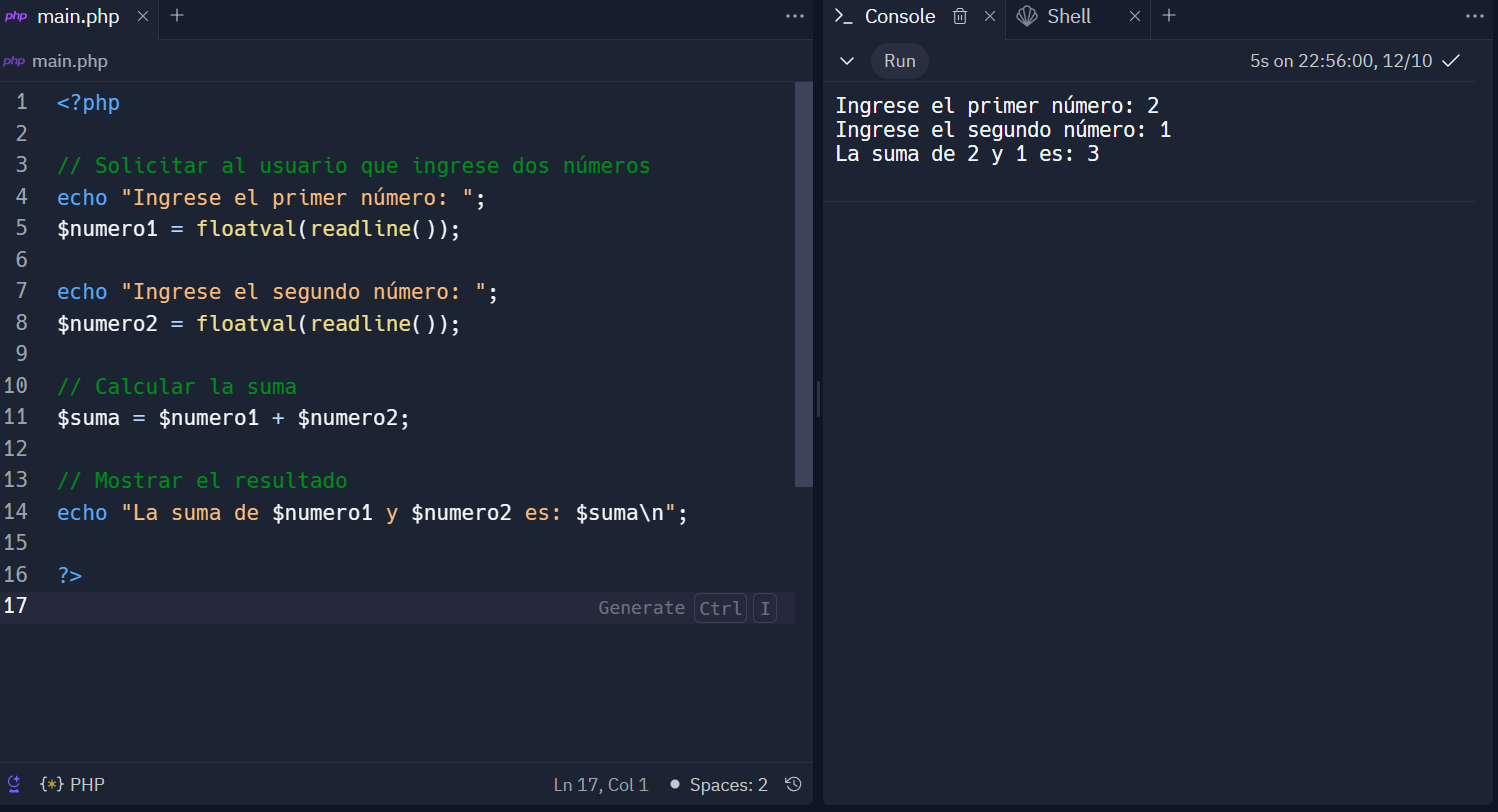 php main.php
php main.php
1 <?php
2
3 // Solicitar al usuario que ingrese dos números
4 echo "Ingrese el primer número: ";
5 $numero1 = floatval(readline());
6
7 echo "Ingrese el segundo número: ";
8 $numero2 = floatval(readline());
9
10 // Calcular la suma
11 $suma = $numero1 + $numero2;
12
13 // Mostrar el resultado
14 echo "La suma de $numero1 y $numero2 es: $suma\n";
15
16 ?>
17 Generate Ctrl I
{*} PHP Ln 17, Col 1 Spaces: 2
Console Shell
Run 5s on 22:56:00, 12/10
Ingrese el primer número: 2
Ingrese el segundo número: 1
La suma de 2 y 1 es: 3